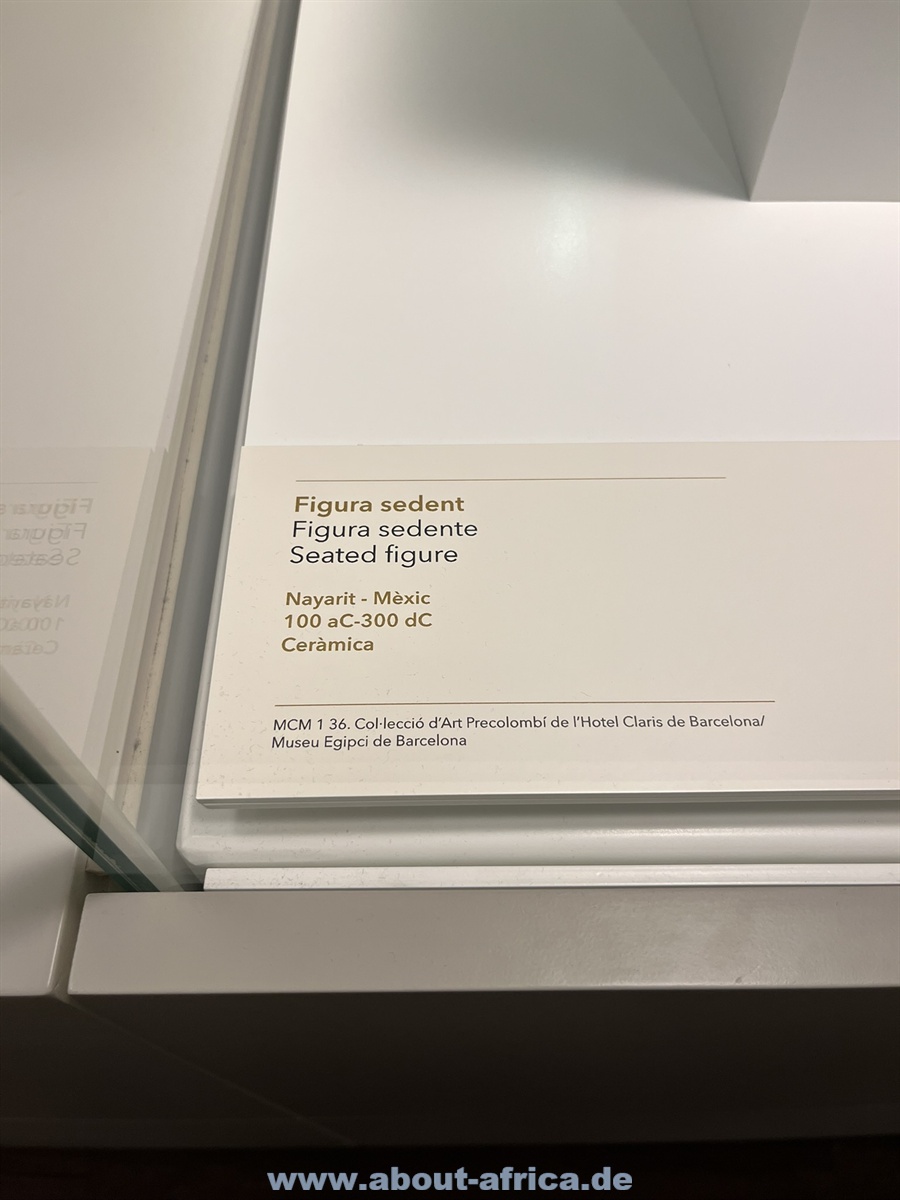 Figura sedent
Figura sedente
Seated figure
Nayarit - Mèxic
100 aC-300 dC
Ceràmica
MCM 1 36. Col·lecció d'Art Precolombí de l'Hotel Claris de Barcelona/
Museu Egipci de Barcelona
www.about-africa.de